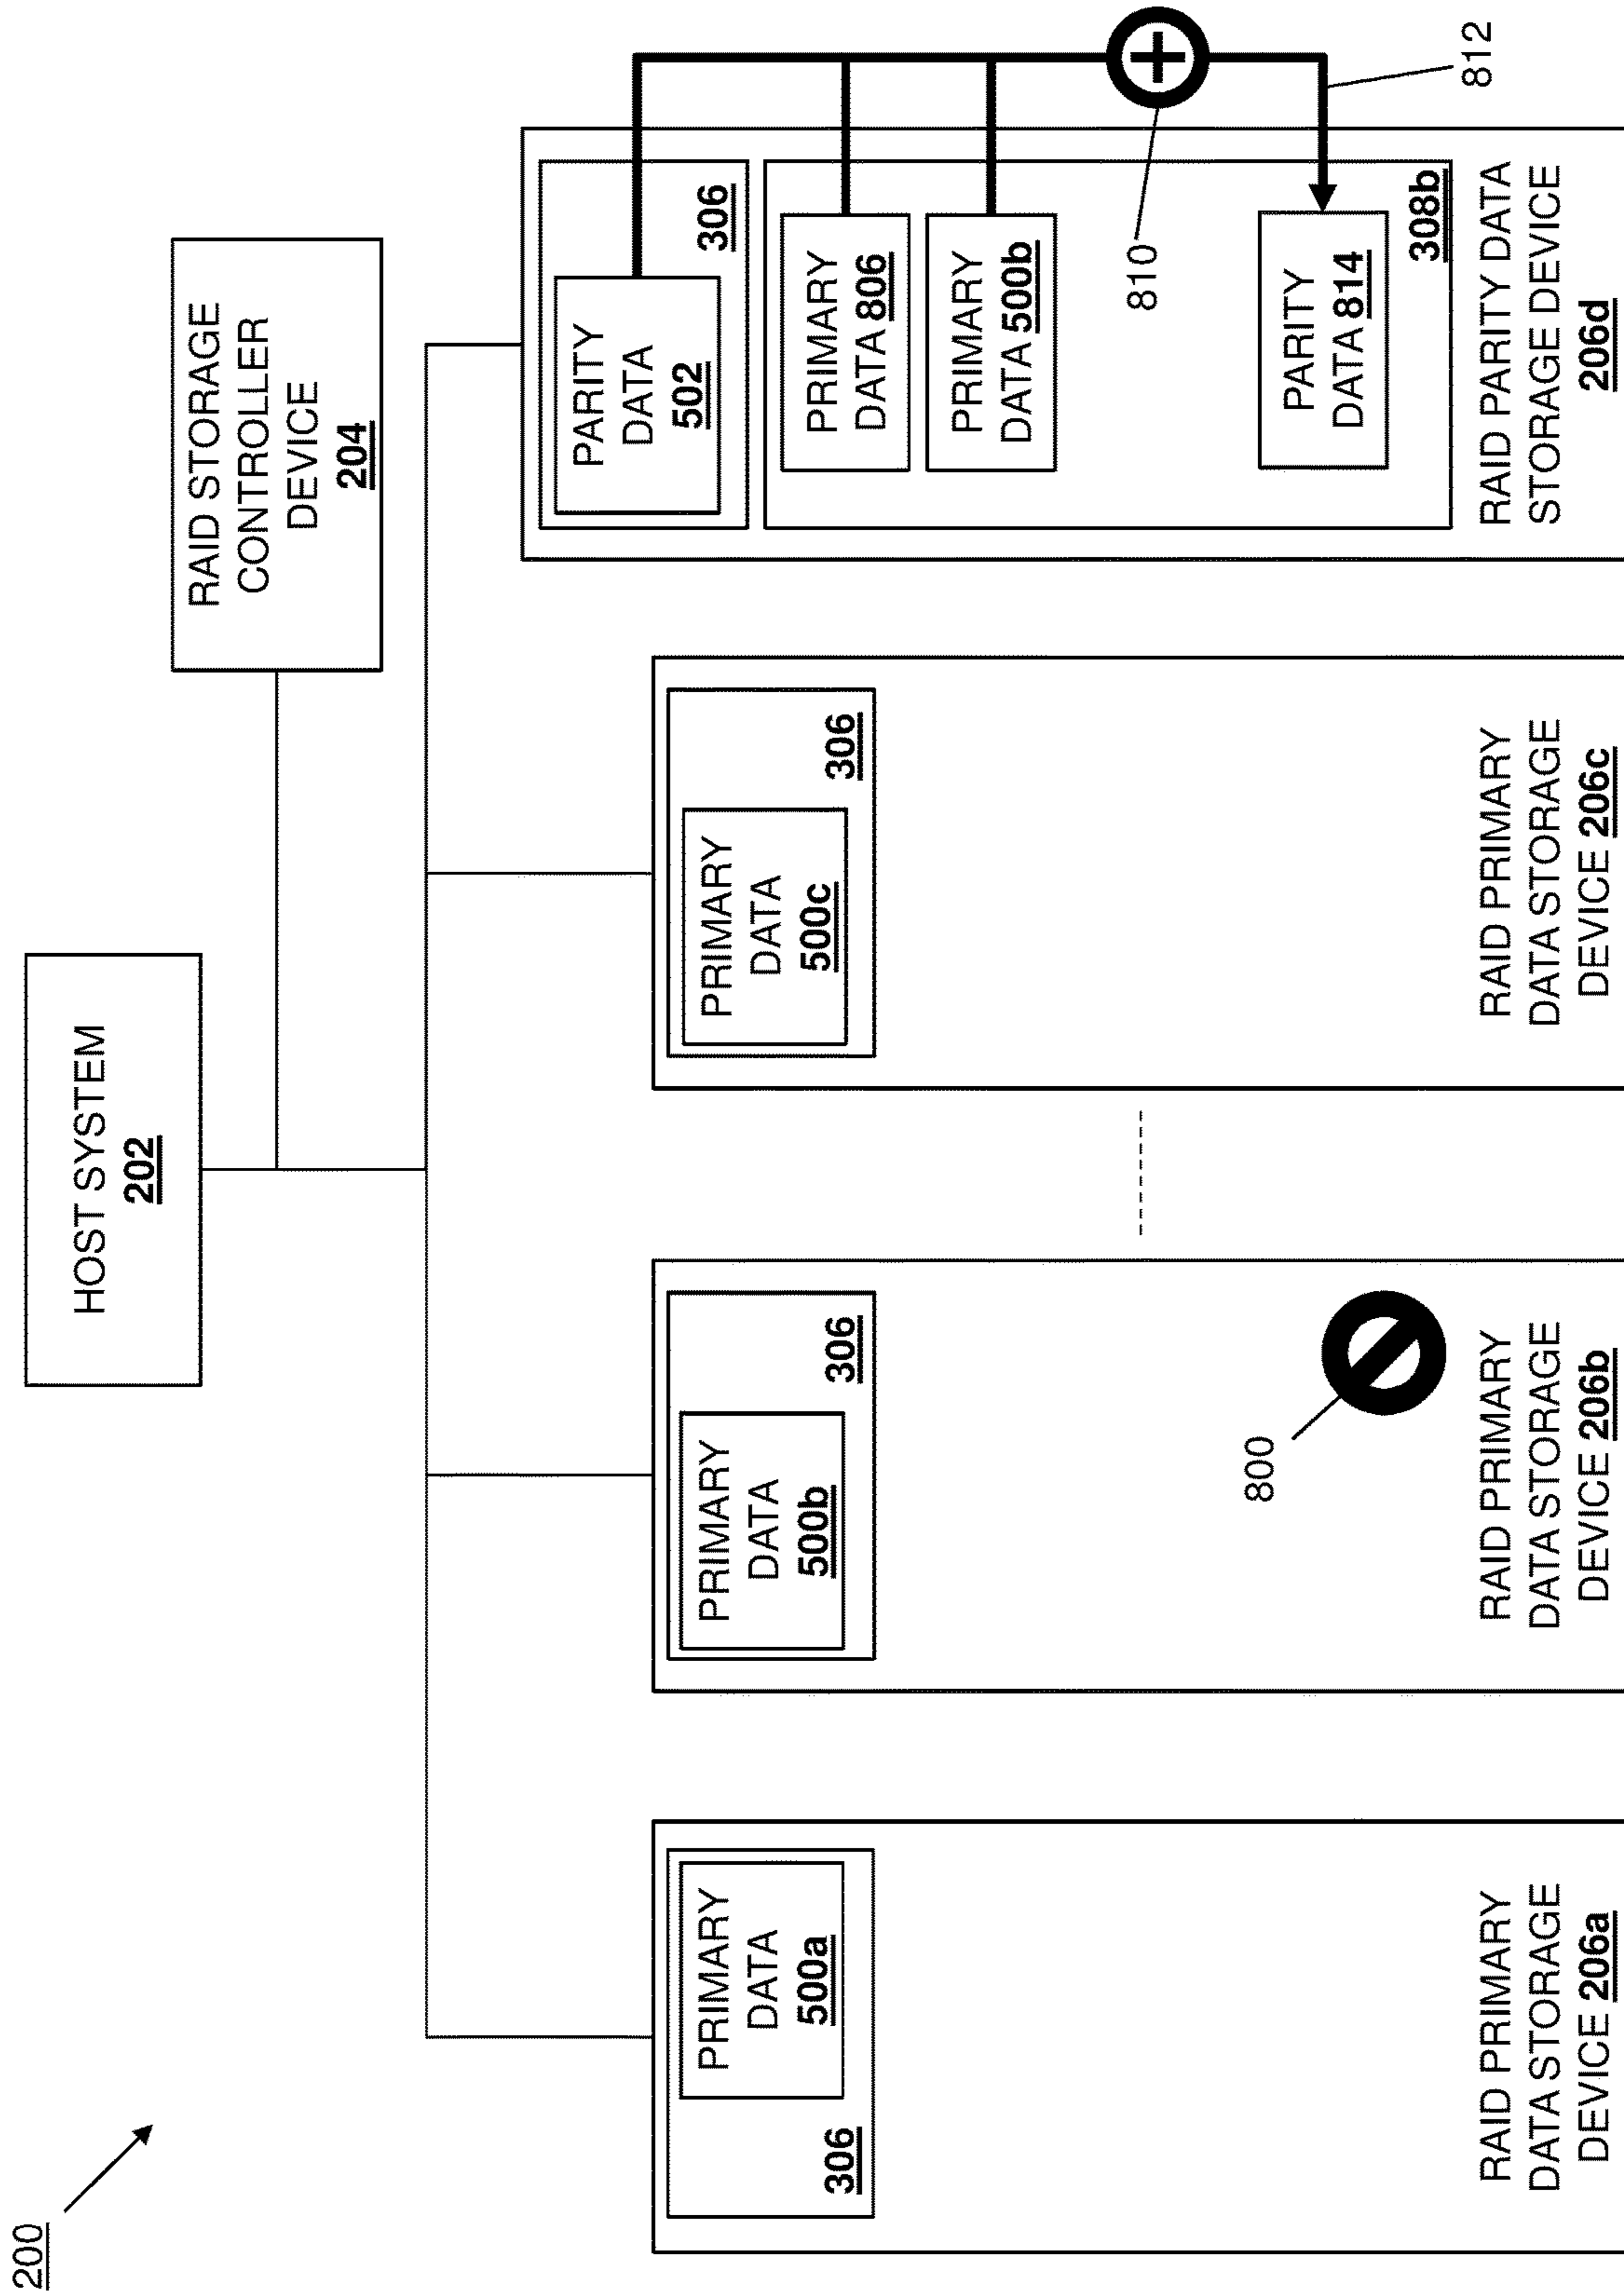 200
HOST SYSTEM
202
RAID STORAGE
CONTROLLER
DEVICE
204
306
PRIMARY
DATA
500a
RAID PRIMARY
DATA STORAGE
DEVICE 206a
PRIMARY
DATA
500b
306
800
RAID PRIMARY
DATA STORAGE
DEVICE 206b
PRIMARY
DATA
500c
306
RAID PRIMARY
DATA STORAGE
DEVICE 206c
PARITY
DATA
502
306
PRIMARY
DATA 806
PRIMARY
DATA 500b
810
PARITY
DATA 814
308b
812
RAID PARITY DATA
STORAGE DEVICE
206d